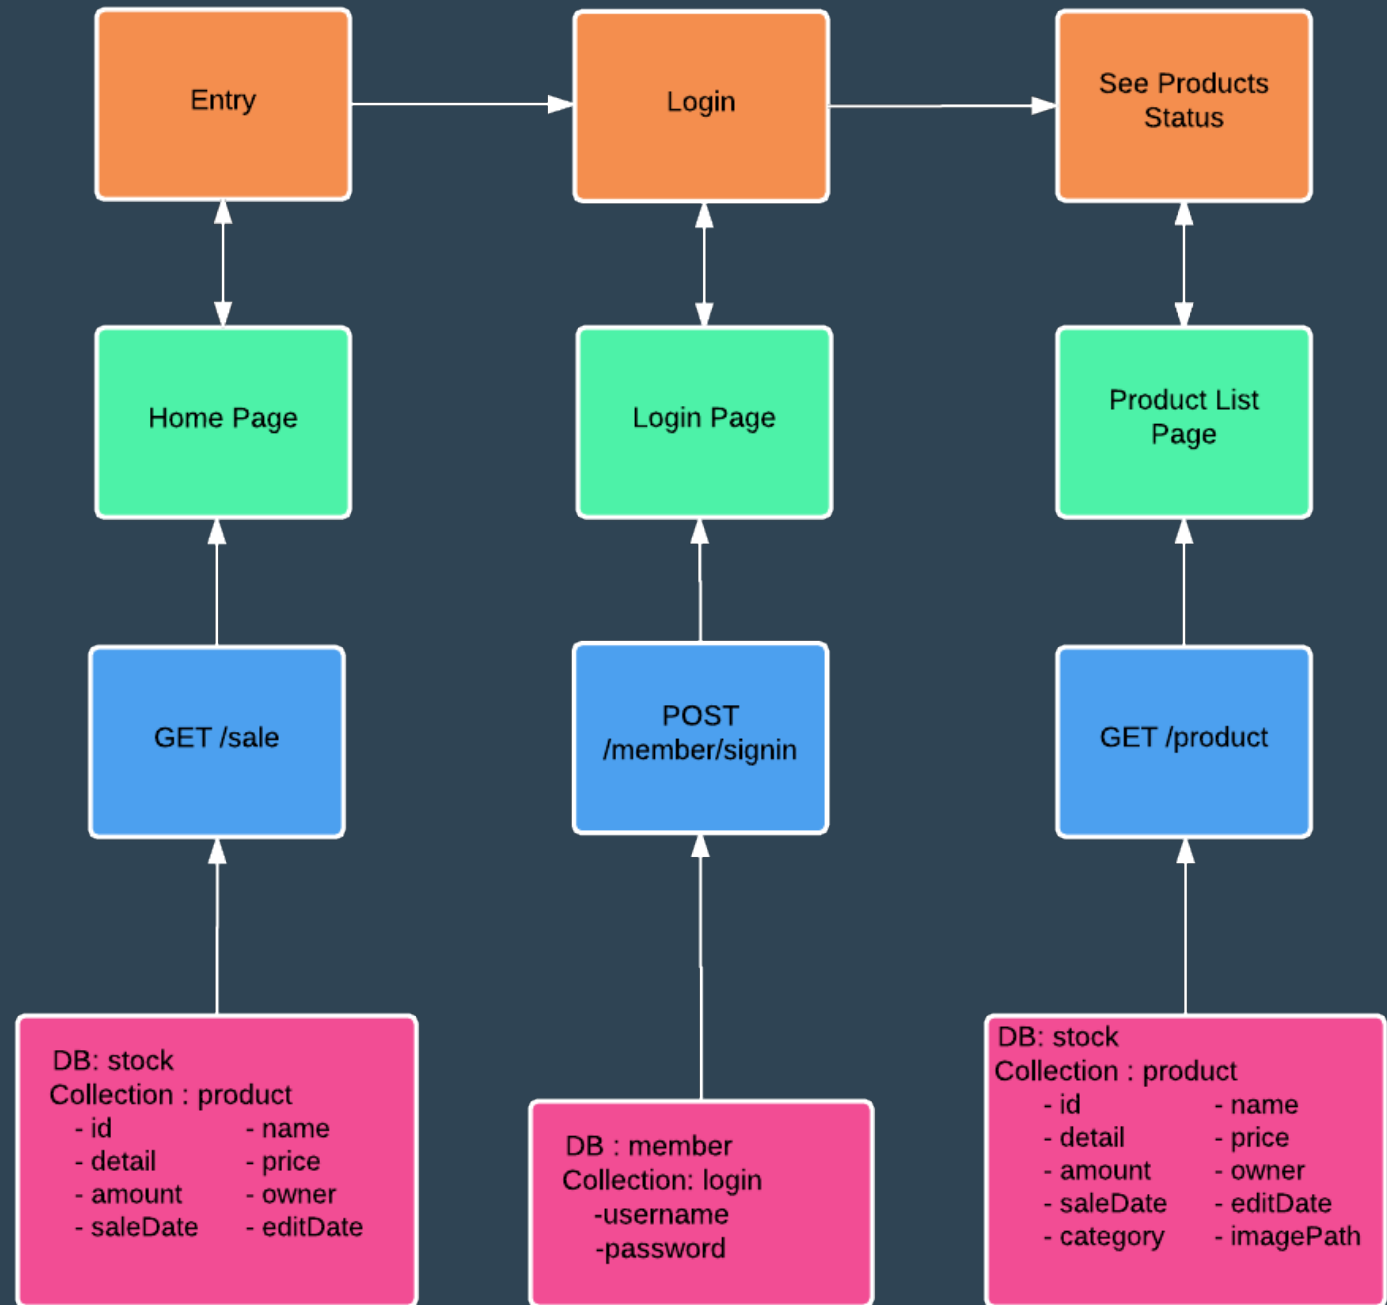 Entry
Login
See Products
Status
Home Page
Login Page
Product List
Page
GET /sale
POST
/member/signin
GET /product
DB: stock
Collection : product
- id - name
- detail - price
- amount - owner
- saleDate - editDate
DB : member
Collection: login
-username
-password
DB: stock
Collection : product
- id - name
- detail - price
- amount - owner
- saleDate - editDate
- category - imagePath